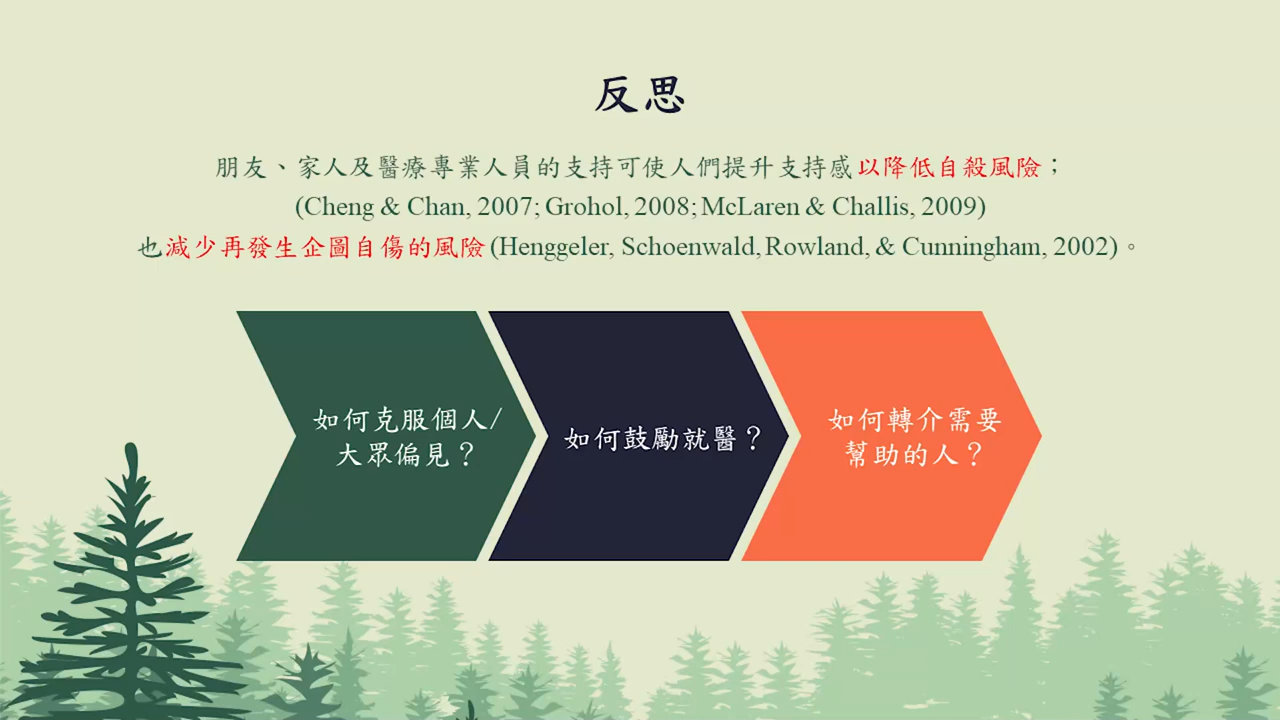 反思
朋友、家人及醫療專業人員的支持可使人們提升支持感以降低自殺風險；
(Cheng & Chan, 2007; Grohol, 2008; McLaren & Challis, 2009)
也減少再發生企圖自傷的風險 (Henggeler, Schoenwald, Rowland, & Cunningham, 2002)。
如何克服個人/
大眾偏見？
如何鼓勵就醫？
如何轉介需要
幫助的人？